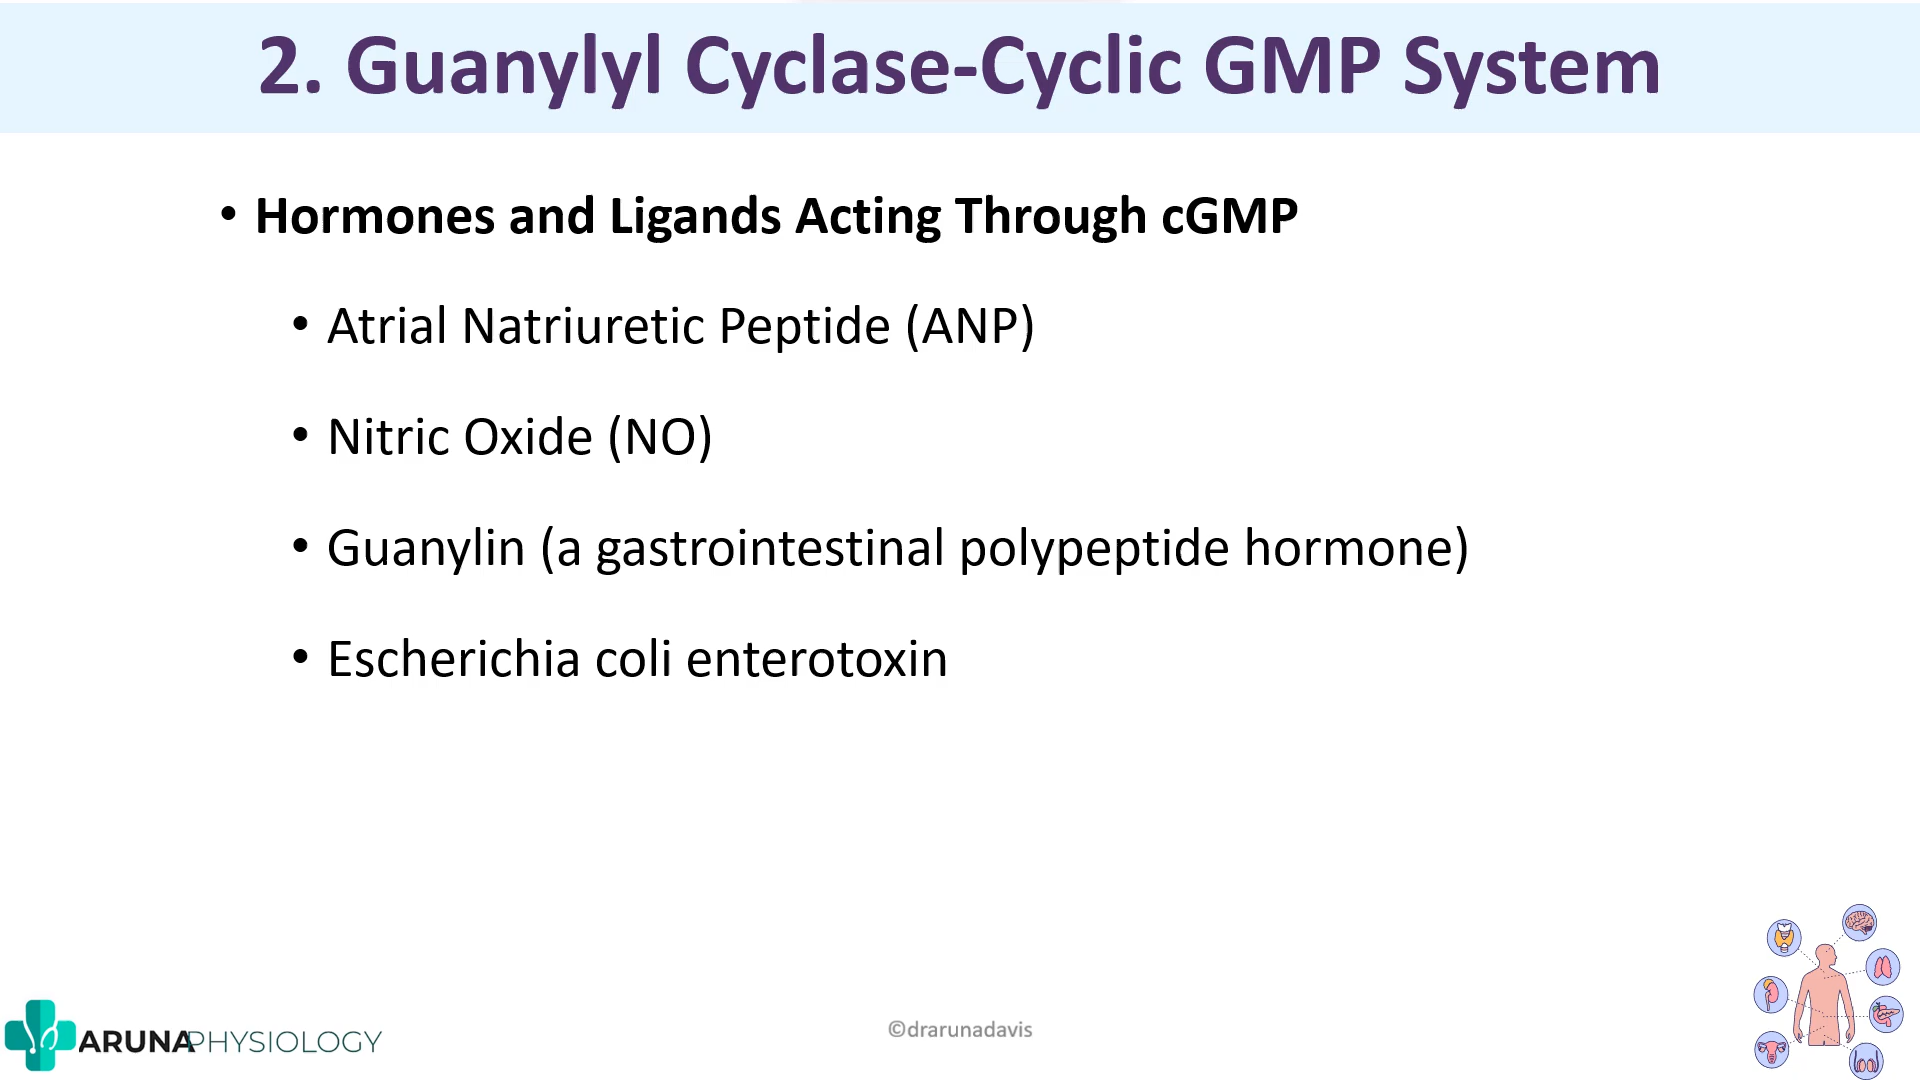 2. Guanylyl Cyclase-Cyclic GMP System
• Hormones and Ligands Acting Through cGMP
• Atrial Natriuretic Peptide (ANP)
• Nitric Oxide (NO)
• Guanylin (a gastrointestinal polypeptide hormone)
• Escherichia coli enterotoxin
ARUNAPHYSIOLOGY
©drarunadavis